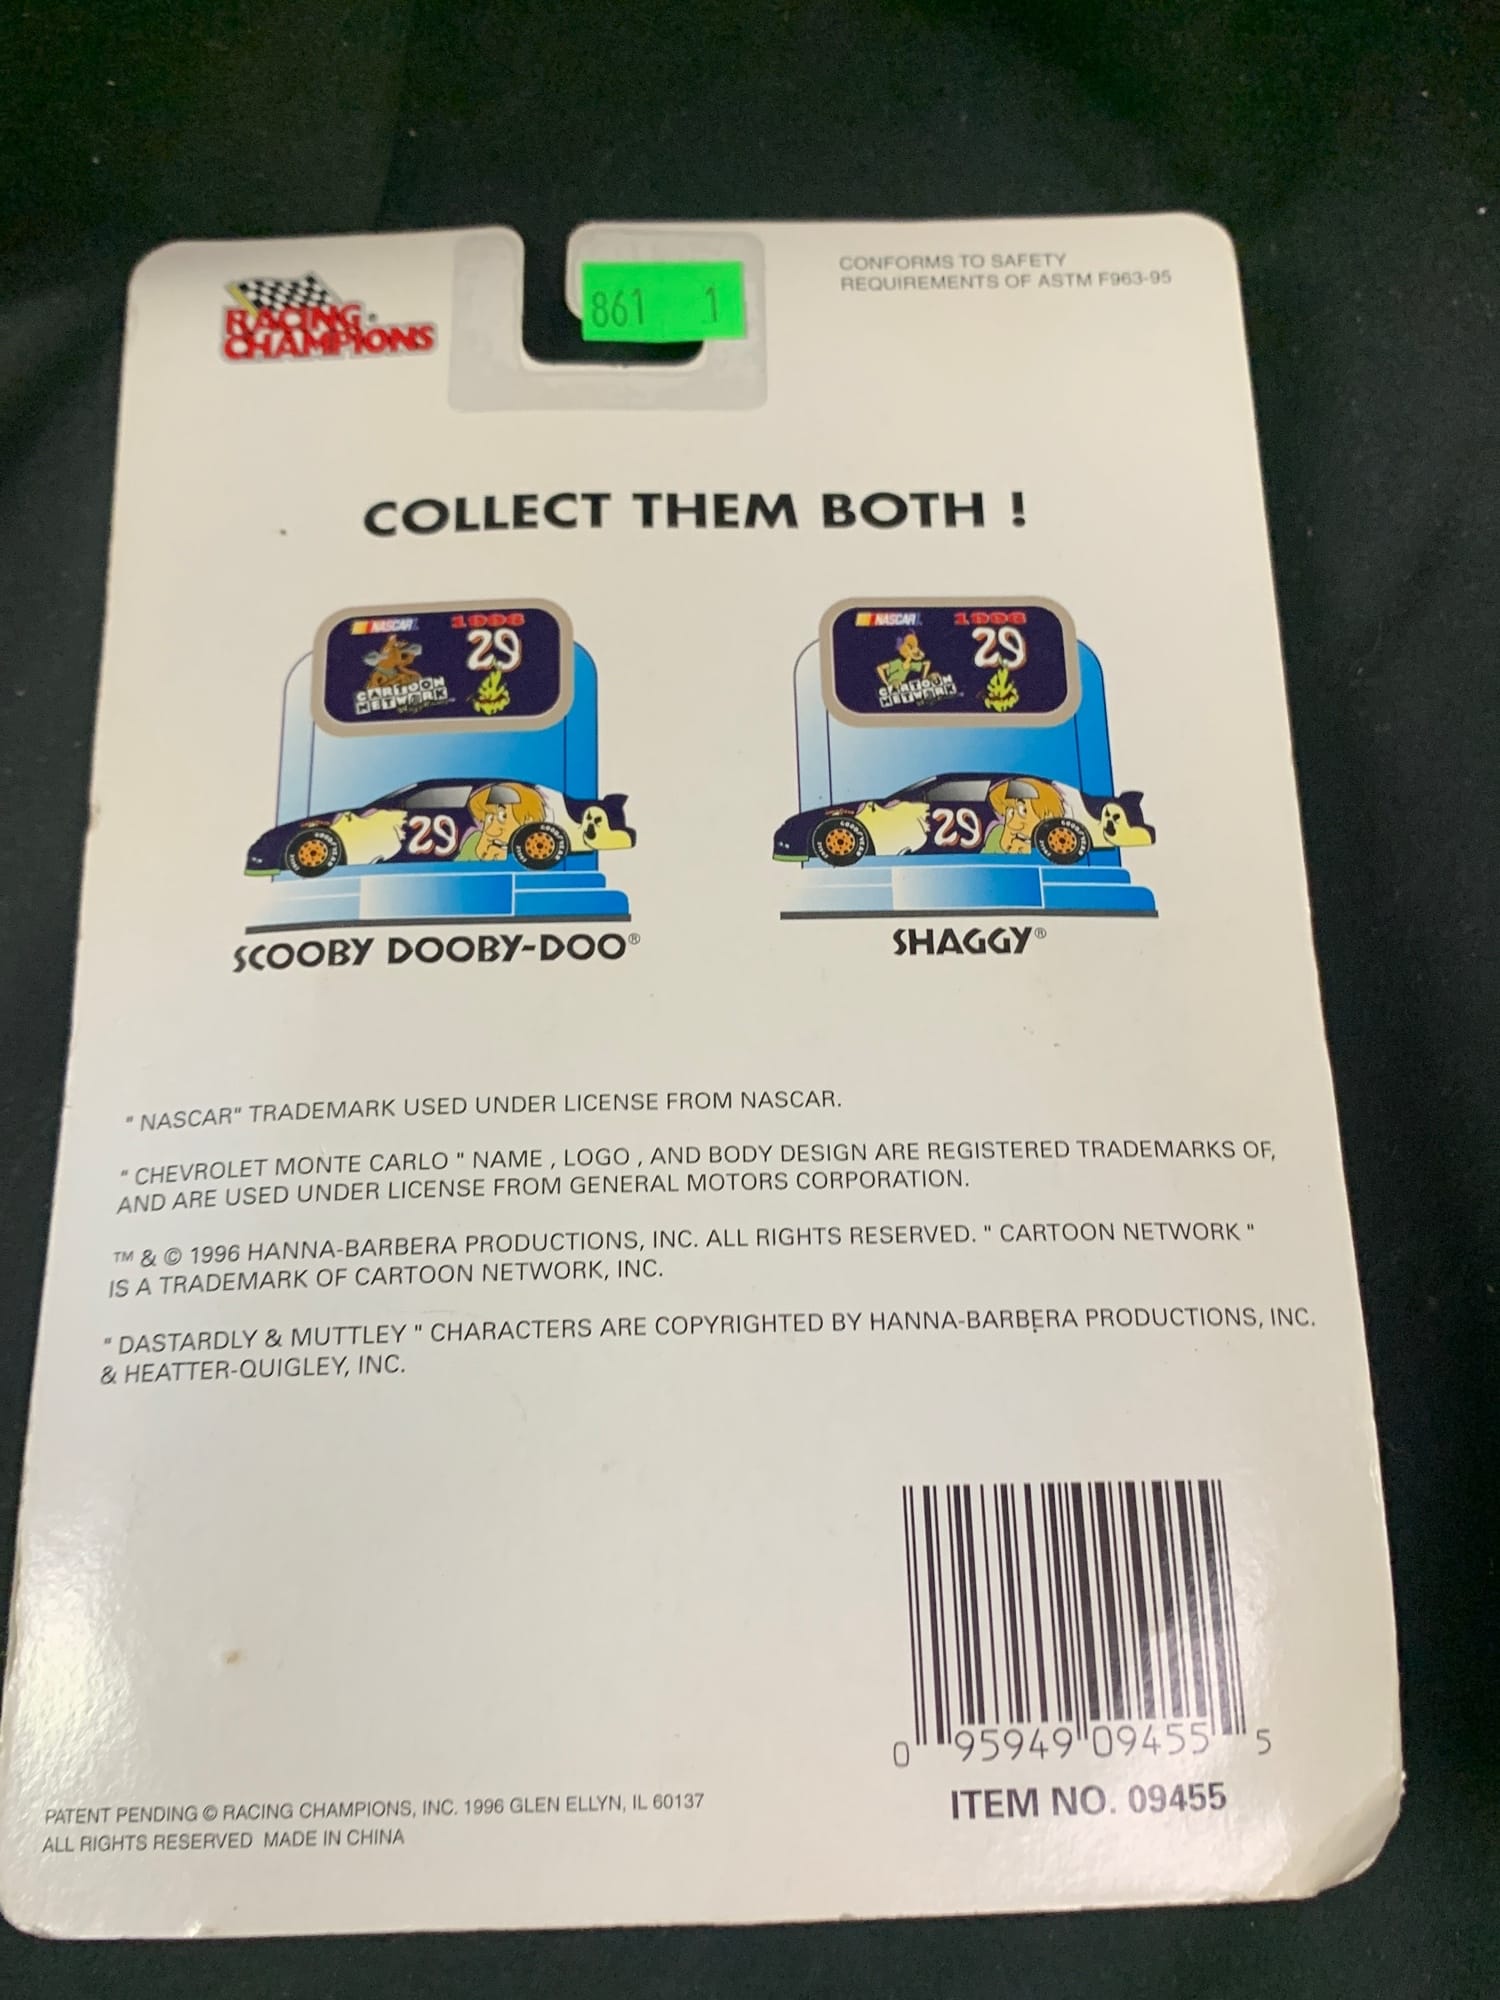 RACING
CHAMPIONS
861 1
CONFORMS TO SAFETY
REQUIREMENTS OF ASTM F963-95
COLLECT THEM BOTH !
NASCAR 1996
29
CARTOON
NETWORK
29
SCOOBY DOOBY-DOO®
NASCAR 1996
29
CARTOON
NETWORK
29
SHAGGY®
" NASCAR" TRADEMARK USED UNDER LICENSE FROM NASCAR.
" CHEVROLET MONTE CARLO " NAME , LOGO , AND BODY DESIGN ARE REGISTERED TRADEMARKS OF,
AND ARE USED UNDER LICENSE FROM GENERAL MOTORS CORPORATION.
TM & © 1996 HANNA-BARBERA PRODUCTIONS, INC. ALL RIGHTS RESERVED. " CARTOON NETWORK "
IS A TRADEMARK OF CARTOON NETWORK, INC.
" DASTARDLY & MUTTLEY " CHARACTERS ARE COPYRIGHTED BY HANNA-BARBERA PRODUCTIONS, INC.
& HEATTER-QUIGLEY, INC.
0 95949 09455 5
ITEM NO. 09455
PATENT PENDING © RACING CHAMPIONS, INC. 1996 GLEN ELLYN, IL 60137
ALL RIGHTS RESERVED MADE IN CHINA